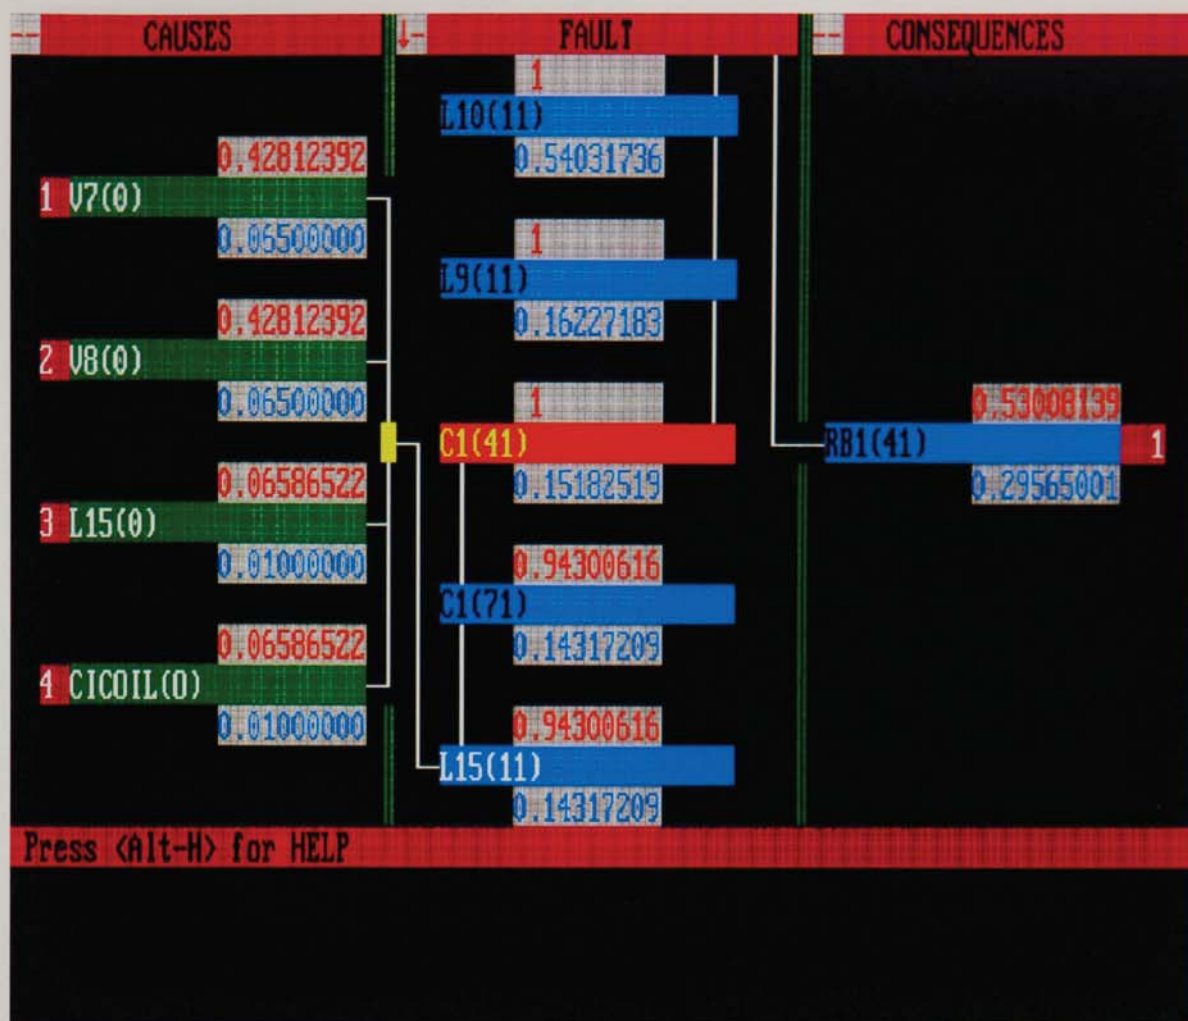 -- CAUSES
↓- FAULT
-- CONSEQUENCES
0.42812392
1 V7(0)
0.06500000
0.42812392
2 V8(0)
0.06500000
0.06586522
3 L15(0)
0.01000000
0.06586522
4 CICOIL(0)
0.01000000
1
L10(11)
0.54031736
1
L9(11)
0.16227183
1
C1(41)
0.15182519
0.94300616
C1(71)
0.14317209
0.94300616
L15(11)
0.14317209
0.53008139
RB1(41) 1
0.29565001
Press <Alt-H> for HELP